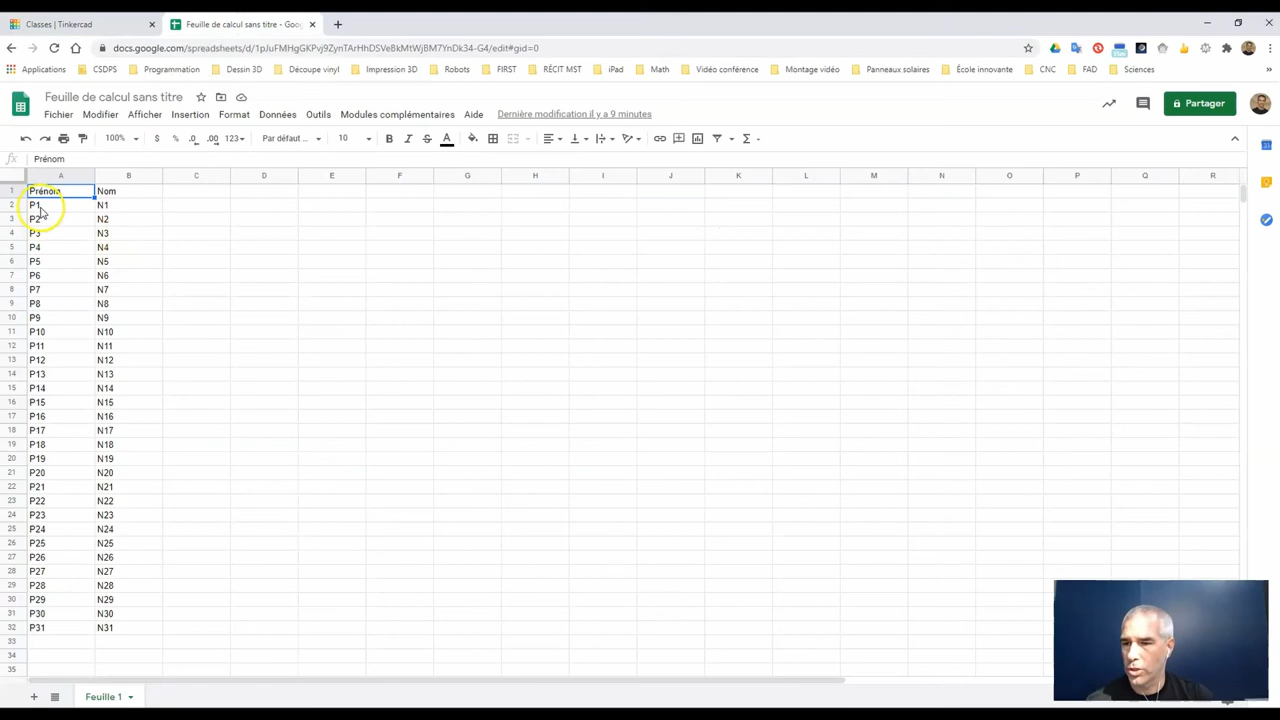 Classes | Tinkercad
Feuille de calcul sans titre - Goo
docs.google.com/spreadsheets/d/1pJuFMHgGKPvj9ZynTArHhDSVe8kMtWjBM7YnDk34-G4/edit#gid=0
Applications CSDPS Programmation Dessin 3D Découpe vinyl Impression 3D Robots FIRST RÉCIT MST iPad Math Vidéo conférence Montage vidéo Panneaux solaires École innovante CNC FAD Sciences
Feuille de calcul sans titre
Fichier Modifier Afficher Insertion Format Données Outils Modules complémentaires Aide Dernière modification il y a 9 minutes
Partager
100% $ % .0 .00 123 Par défaut ... 10 B I S A
fx Prénom
A B C D E F G H I J K L M N O P Q R
1 Prénom Nom
2 P1 N1
3 P2 N2
4 P3 N3
5 P4 N4
6 P5 N5
7 P6 N6
8 P7 N7
9 P8 N8
10 P9 N9
11 P10 N10
12 P11 N11
13 P12 N12
14 P13 N13
15 P14 N14
16 P15 N15
17 P16 N16
18 P17 N17
19 P18 N18
20 P19 N19
21 P20 N20
22 P21 N21
23 P22 N22
24 P23 N23
25 P24 N24
26 P25 N25
27 P26 N26
28 P27 N27
29 P28 N28
30 P29 N29
31 P30 N30
32 P31 N31
33
34
35
Feuille 1